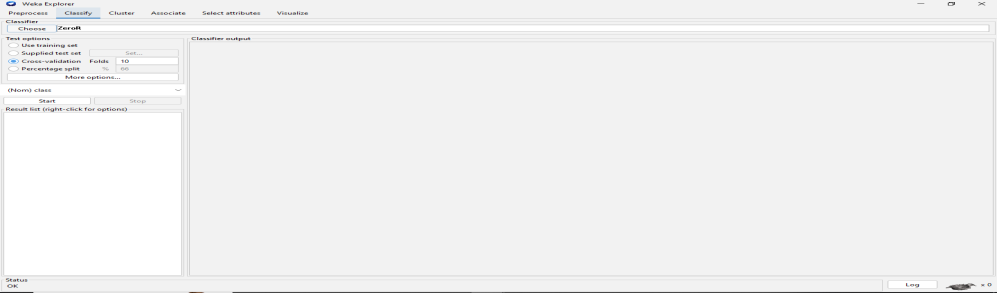 Weka Explorer
Preprocess Classify Cluster Associate Select attributes Visualize
Classifier
Choose ZeroR
Test options
Use training set
Supplied test set Set...
Cross-validation Folds 10
Percentage split % 66
More options...
(Nom) class
Start Stop
Result list (right-click for options)
Classifier output
Status
OK
Log x 0